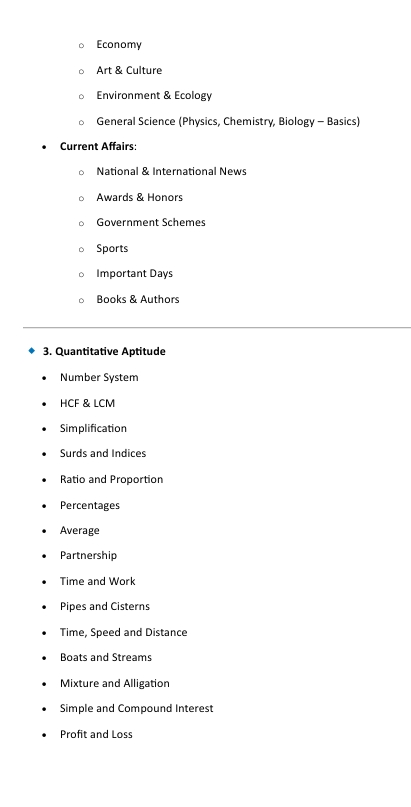 ○ Economy
○ Art & Culture
○ Environment & Ecology
○ General Science (Physics, Chemistry, Biology – Basics)
• Current Affairs:
○ National & International News
○ Awards & Honors
○ Government Schemes
○ Sports
○ Important Days
○ Books & Authors
◆ 3. Quantitative Aptitude
• Number System
• HCF & LCM
• Simplification
• Surds and Indices
• Ratio and Proportion
• Percentages
• Average
• Partnership
• Time and Work
• Pipes and Cisterns
• Time, Speed and Distance
• Boats and Streams
• Mixture and Alligation
• Simple and Compound Interest
• Profit and Loss